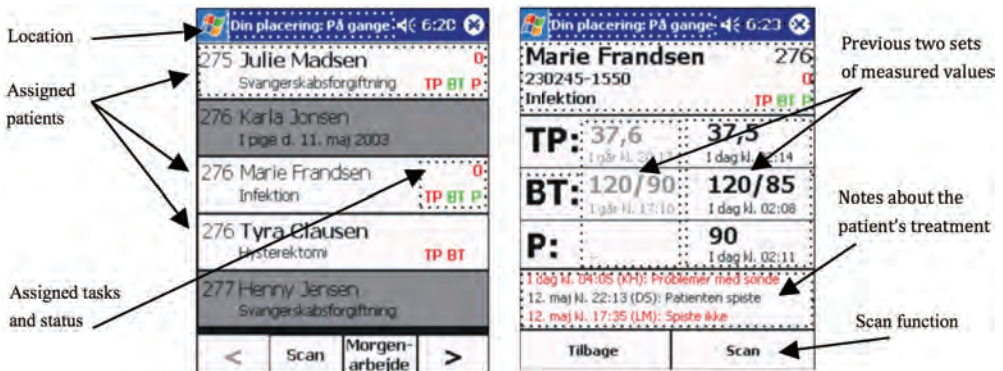 Location
Assigned
patients
Assigned tasks
and status
Din placering: På gange 6:20
275 Julie Madsen 0
Svangerskabsforgiftning TP BT P
276 Karla Jonsen
1 pige d. 11. maj 2003
276 Marie Frandsen 0
Infektion TP BT P
276 Tyra Clausen
Hysterektomi TP BT
277 Henny Jensen
Svangerskabsforgiftning
< Scan Morgen-
arbejde >
Din placering: På gange 6:23
Marie Frandsen 276
230245-1550 0
Infektion TP BT P
TP: 37,6 37,5
I går kl. I dag kl. :14
BT: 120/90 120/85
I går kl. 17:10 I dag kl. 02:08
P: 90
I dag kl. 02:11
I dag kl. 04:05 (KH): Problemer med sonde
12. maj kl. 22:13 (DS): Patienten spiste
12. maj kl. 17:35 (LM): Spiste ikke
Tilbage Scan
Previous two sets
of measured values
Notes about the
patient's treatment
Scan function